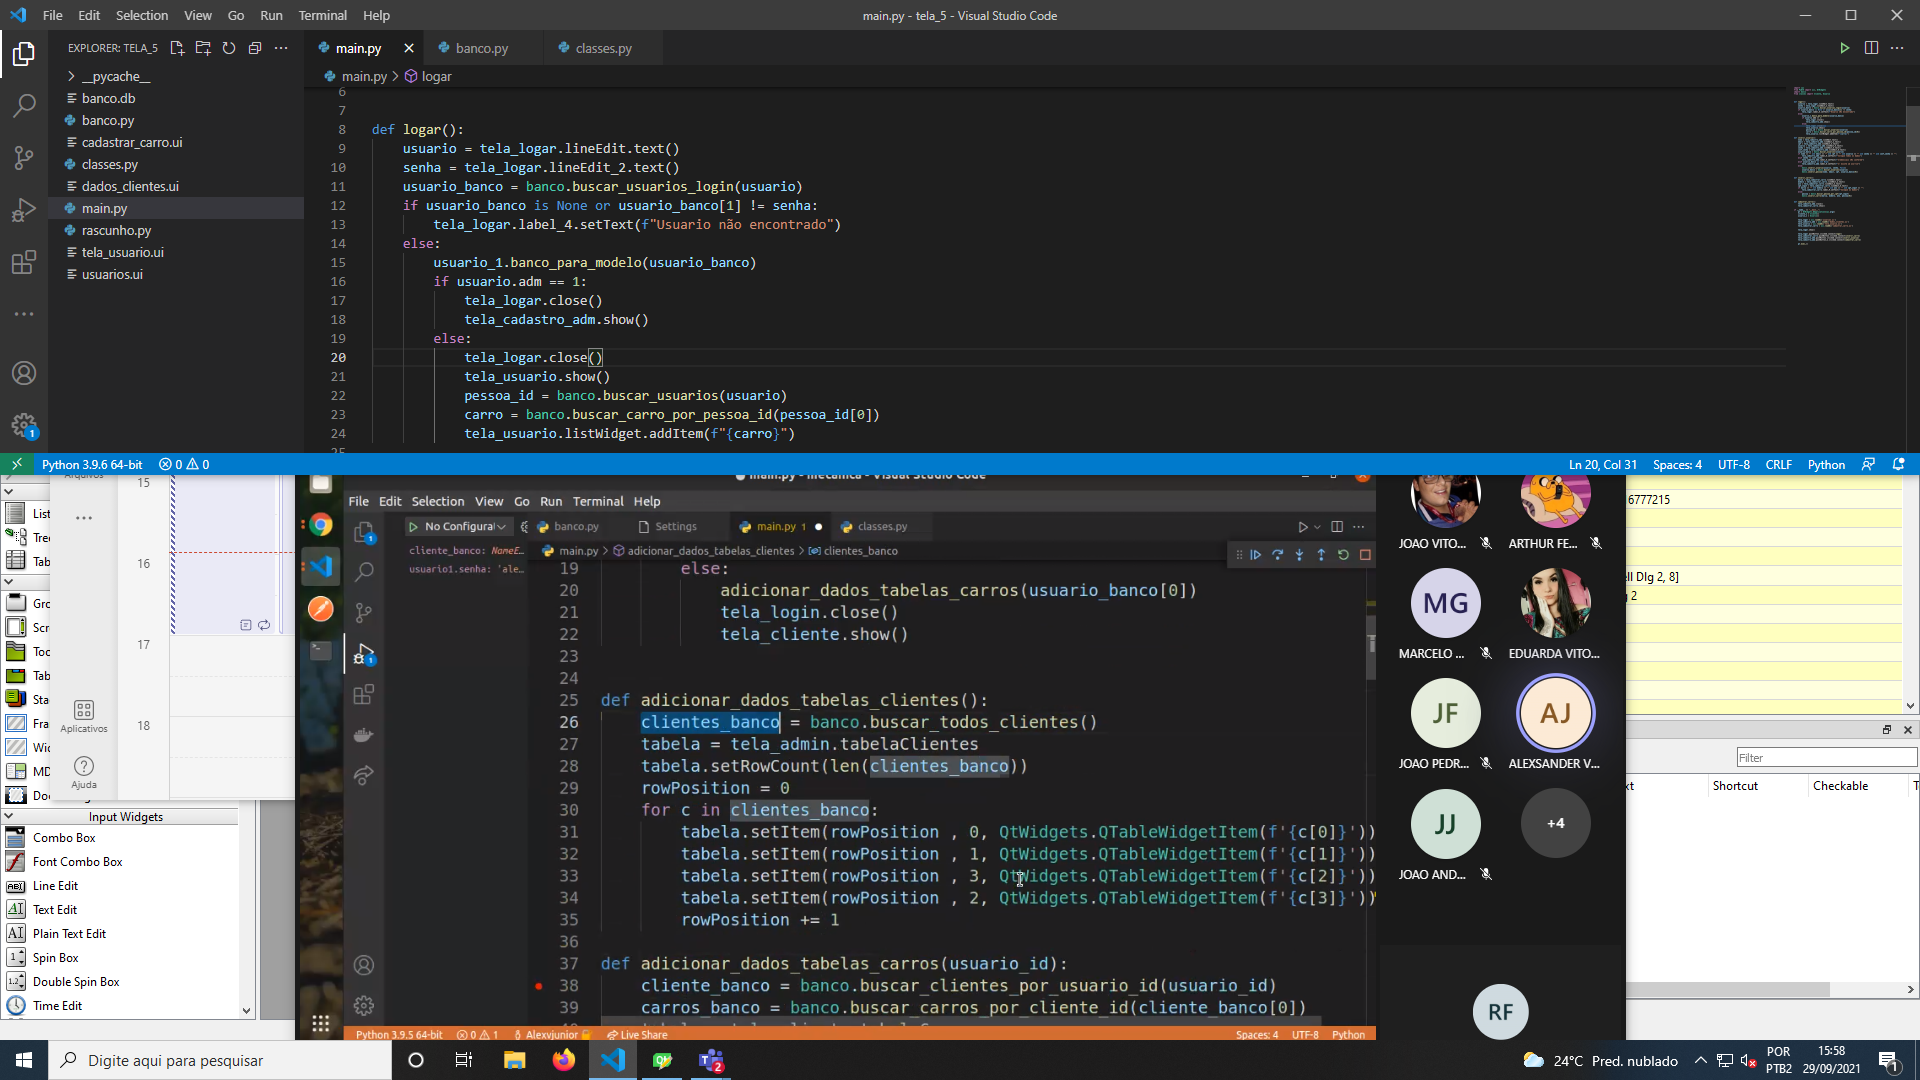 File Edit Selection View Go Run Terminal Help
main.py - tela_5 - Visual Studio Code
EXPLORER: TELA_5
__pycache__
banco.db
banco.py
cadastrar_carro.ui
classes.py
dados_clientes.ui
main.py
rascunho.py
tela_usuario.ui
usuarios.ui
1
main.py
banco.py
classes.py
main.py > logar
6
7
8 def logar():
9 usuario = tela_logar.lineEdit.text()
10 senha = tela_logar.lineEdit_2.text()
11 usuario_banco = banco.buscar_usuarios_login(usuario)
12 if usuario_banco is None or usuario_banco[1] != senha:
13 tela_logar.label_4.setText(f"Usuario não encontrado")
14 else:
15 usuario_1.banco_para_modelo(usuario_banco)
16 if usuario.adm == 1:
17 tela_logar.close()
18 tela_cadastro_adm.show()
19 else:
20 tela_logar.close()
21 tela_usuario.show()
22 pessoa_id = banco.buscar_usuarios(usuario)
23 carro = banco.buscar_carro_por_pessoa_id(pessoa_id[0])
24 tela_usuario.listWidget.addItem(f"{carro}")
25
Python 3.9.6 64-bit 0 0
Ln 20, Col 31 Spaces: 4 UTF-8 CRLF Python
Arquivos
Aplicativos
Ajuda
15
16
17
18
Input Widgets
Combo Box
Font Combo Box
Line Edit
Text Edit
Plain Text Edit
Spin Box
Double Spin Box
Time Edit
main.py - mecanica - Visual Studio Code
File Edit Selection View Go Run Terminal Help
No Configurat
banco.py
Settings
main.py 1
classes.py
cliente_banco: NameE...
usuario1.senha: 'ale...
main.py > adicionar_dados_tabelas_clientes > clientes_banco
19 else:
20 adicionar_dados_tabelas_carros(usuario_banco[0])
21 tela_login.close()
22 tela_cliente.show()
23
24
25 def adicionar_dados_tabelas_clientes():
26 clientes_banco = banco.buscar_todos_clientes()
27 tabela = tela_admin.tabelaClientes
28 tabela.setRowCount(len(clientes_banco))
29 rowPosition = 0
30 for c in clientes_banco:
31 tabela.setItem(rowPosition , 0, QtWidgets.QTableWidgetItem(f'{c[0]}'))
32 tabela.setItem(rowPosition , 1, QtWidgets.QTableWidgetItem(f'{c[1]}'))
33 tabela.setItem(rowPosition , 3, QtWidgets.QTableWidgetItem(f'{c[2]}'))
34 tabela.setItem(rowPosition , 2, QtWidgets.QTableWidgetItem(f'{c[3]}'))
35 rowPosition += 1
36
37 def adicionar_dados_tabelas_carros(usuario_id):
38 cliente_banco = banco.buscar_clientes_por_usuario_id(usuario_id)
39 carros_banco = banco.buscar_carros_por_cliente_id(cliente_banco[0])
Python 3.9.5 64-bit 0 1 Alexvjunior Live Share
Spaces: 4 UTF-8 Python
JOAO VITO...
ARTHUR FE...
MG
MARCELO ...
EDUARDA VITO...
JF
JOAO PEDR...
AJ
ALEXSANDER V...
JJ
JOAO AND...
+4
RF
6777215
ell Dlg 2, 8]
2
Filter
Shortcut
Checkable
Digite aqui para pesquisar
2
24°C Pred. nublado
POR
PTB2
15:58
29/09/2021
1